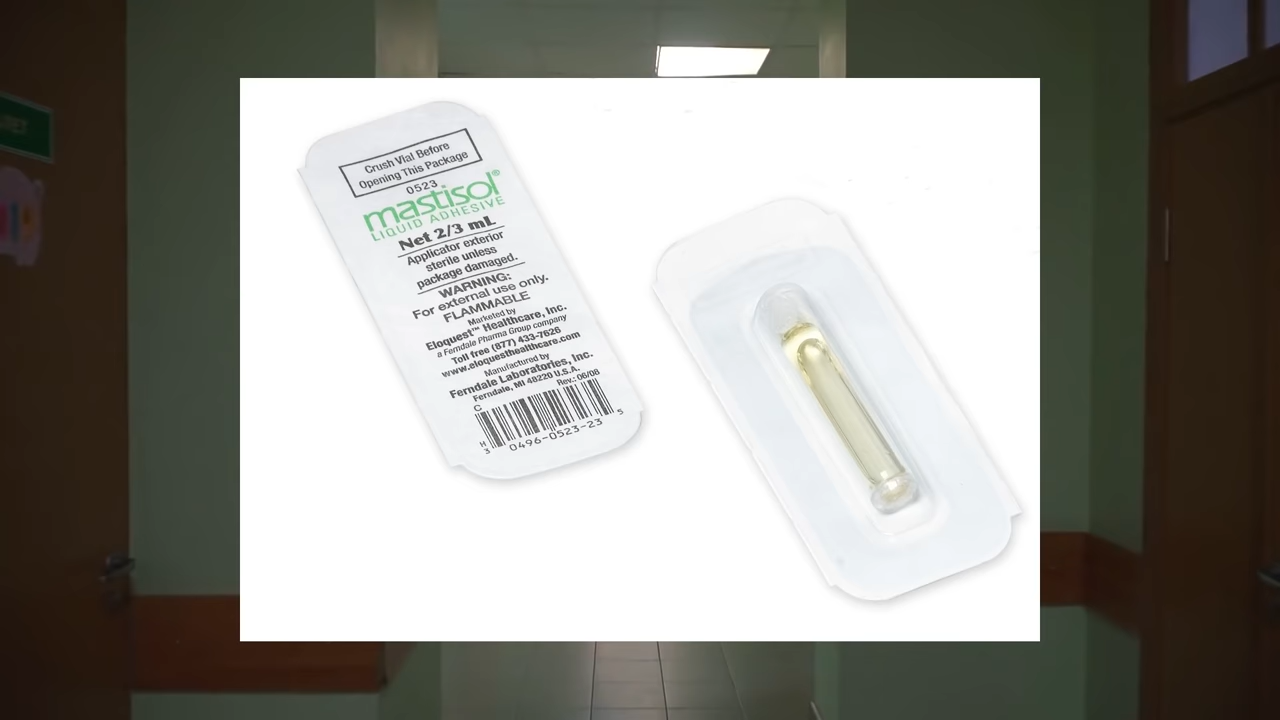 Crush Vial Before
Opening This Package
0523
mastisol®
LIQUID ADHESIVE
Net 2/3 mL
Applicator exterior
sterile unless
package damaged.
WARNING:
For external use only.
FLAMMABLE
Marketed by
Eloquest™ Healthcare, Inc.
a Ferndale Pharma Group company
Toll free (877) 433-7626
www.eloquesthealthcare.com
Manufactured by
Ferndale Laboratories, Inc.
Ferndale, MI 48220 U.S.A.
Rev.: 06/08
C
H
3 0496-0523-23 5